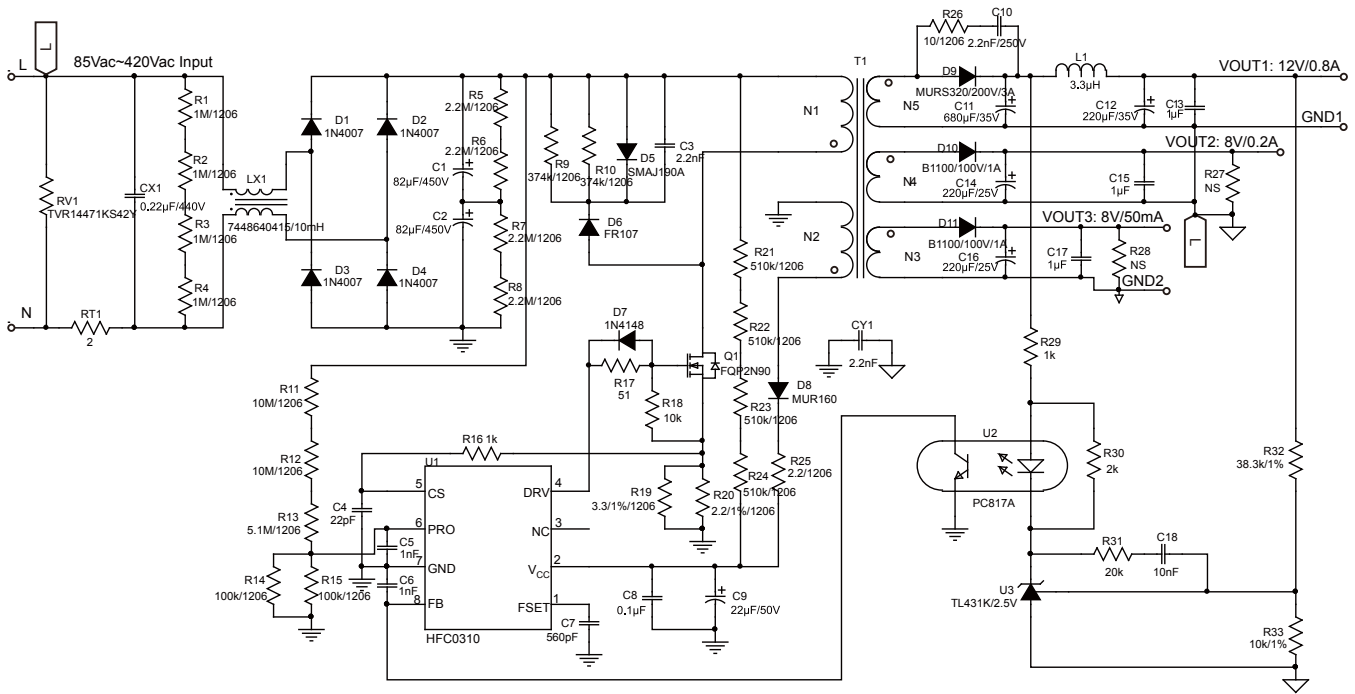 L
L
85Vac~420Vac Input
R1
1M/1206
R2
1M/1206
R3
1M/1206
R4
1M/1206
RV1
TVR14471KS42Y
CX1
0.22µF/440V
LX1
7448640415/10mH
N
RT1
2
D1
1N4007
D2
1N4007
D3
1N4007
D4
1N4007
C1
82µF/450V
C2
82µF/450V
R5
2.2M/1206
R6
2.2M/1206
R7
2.2M/1206
R8
2.2M/1206
R9
374k/1206
R10
374k/1206
D5
SMAJ190A
C3
2.2nF
D6
FR107
D7
1N4148
R17
51
R18
10k
Q1
FQP2N90
R21
510k/1206
R22
510k/1206
R23
510k/1206
R24
510k/1206
D8
MUR160
R25
2.2/1206
T1
N1
N2
N5
N4
N3
R26
10/1206
C10
2.2nF/250V
D9
MURS320/200V/3A
C11
680µF/35V
L1
3.3µH
C12
220µF/35V
C13
1µF
VOUT1: 12V/0.8A
GND1
D10
B1100/100V/1A
C14
220µF/25V
C15
1µF
VOUT2: 8V/0.2A
R27
NS
D11
B1100/100V/1A
C16
220µF/25V
C17
1µF
VOUT3: 8V/50mA
R28
NS
GND2
L
CY1
2.2nF
R29
1k
R30
2k
U2
PC817A
R31
20k
C18
10nF
U3
TL431K/2.5V
R32
38.3k/1%
R33
10k/1%
R11
10M/1206
R12
10M/1206
R13
5.1M/1206
R14
100k/1206
R15
100k/1206
R16 1k
C4
22pF
C5
1nF
C6
1nF
U1
5
CS
6
PRO
7
GND
8
FB
DRV
4
NC
3
VCC
2
FSET
1
HFC0310
C7
560pF
C8
0.1µF
C9
22µF/50V
R19
3.3/1%/1206
R20
2.2/1%/1206